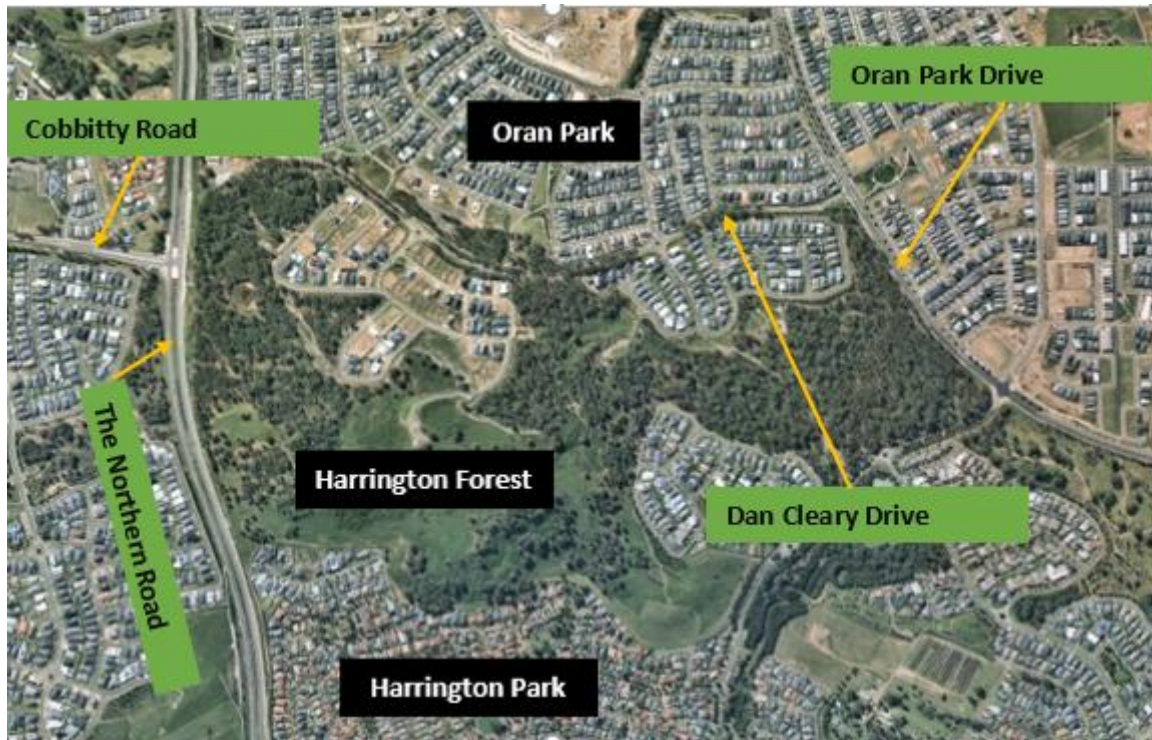 Oran Park Drive
Cobbitty Road
Oran Park
The Northern Road
Harrington Forest
Dan Cleary Drive
Harrington Park